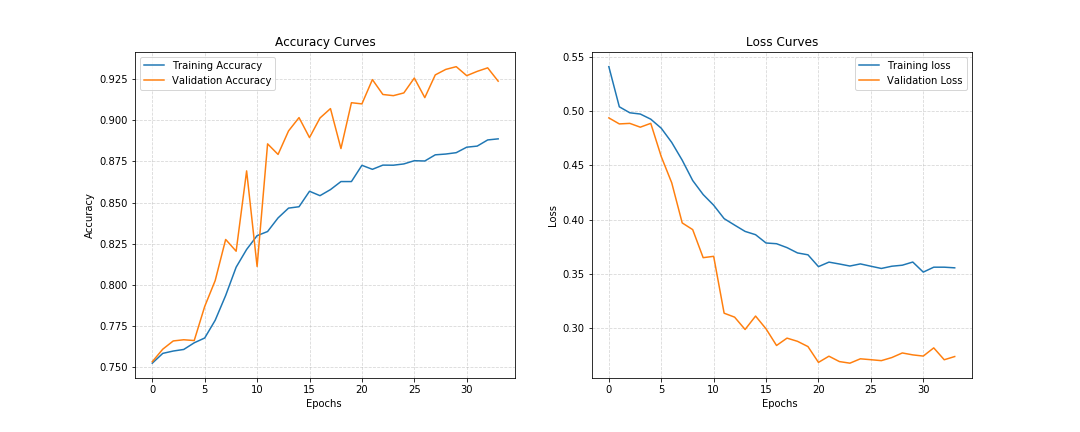 Accuracy Curves
Training Accuracy
Validation Accuracy
0.925
0.900
0.875
0.850
0.825
0.800
0.775
0.750
Accuracy
0 5 10 15 20 25 30
Epochs
Loss Curves
Training loss
Validation Loss
0.55
0.50
0.45
0.40
0.35
0.30
Loss
0 5 10 15 20 25 30
Epochs